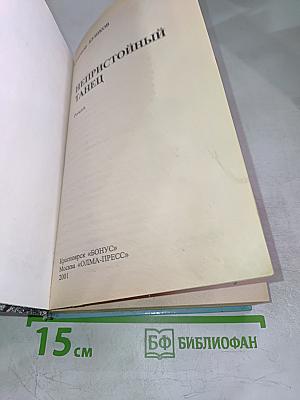 НЕПРИСТОЙНЫЙ
ТАНЕЦ
Роман
Красноярск «БОНУС»
Москва «ОЛМА-ПРЕСС»
2001
15 см
БФ БИБЛИОФАН